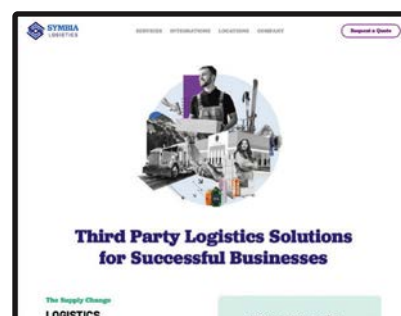 SYMBIA
LOGISTICS
SERVICES INTEGRATIONS LOCATIONS COMPANY
Request a Quote
Third Party Logistics Solutions
for Successful Businesses
The Supply Change
LOGISTICS